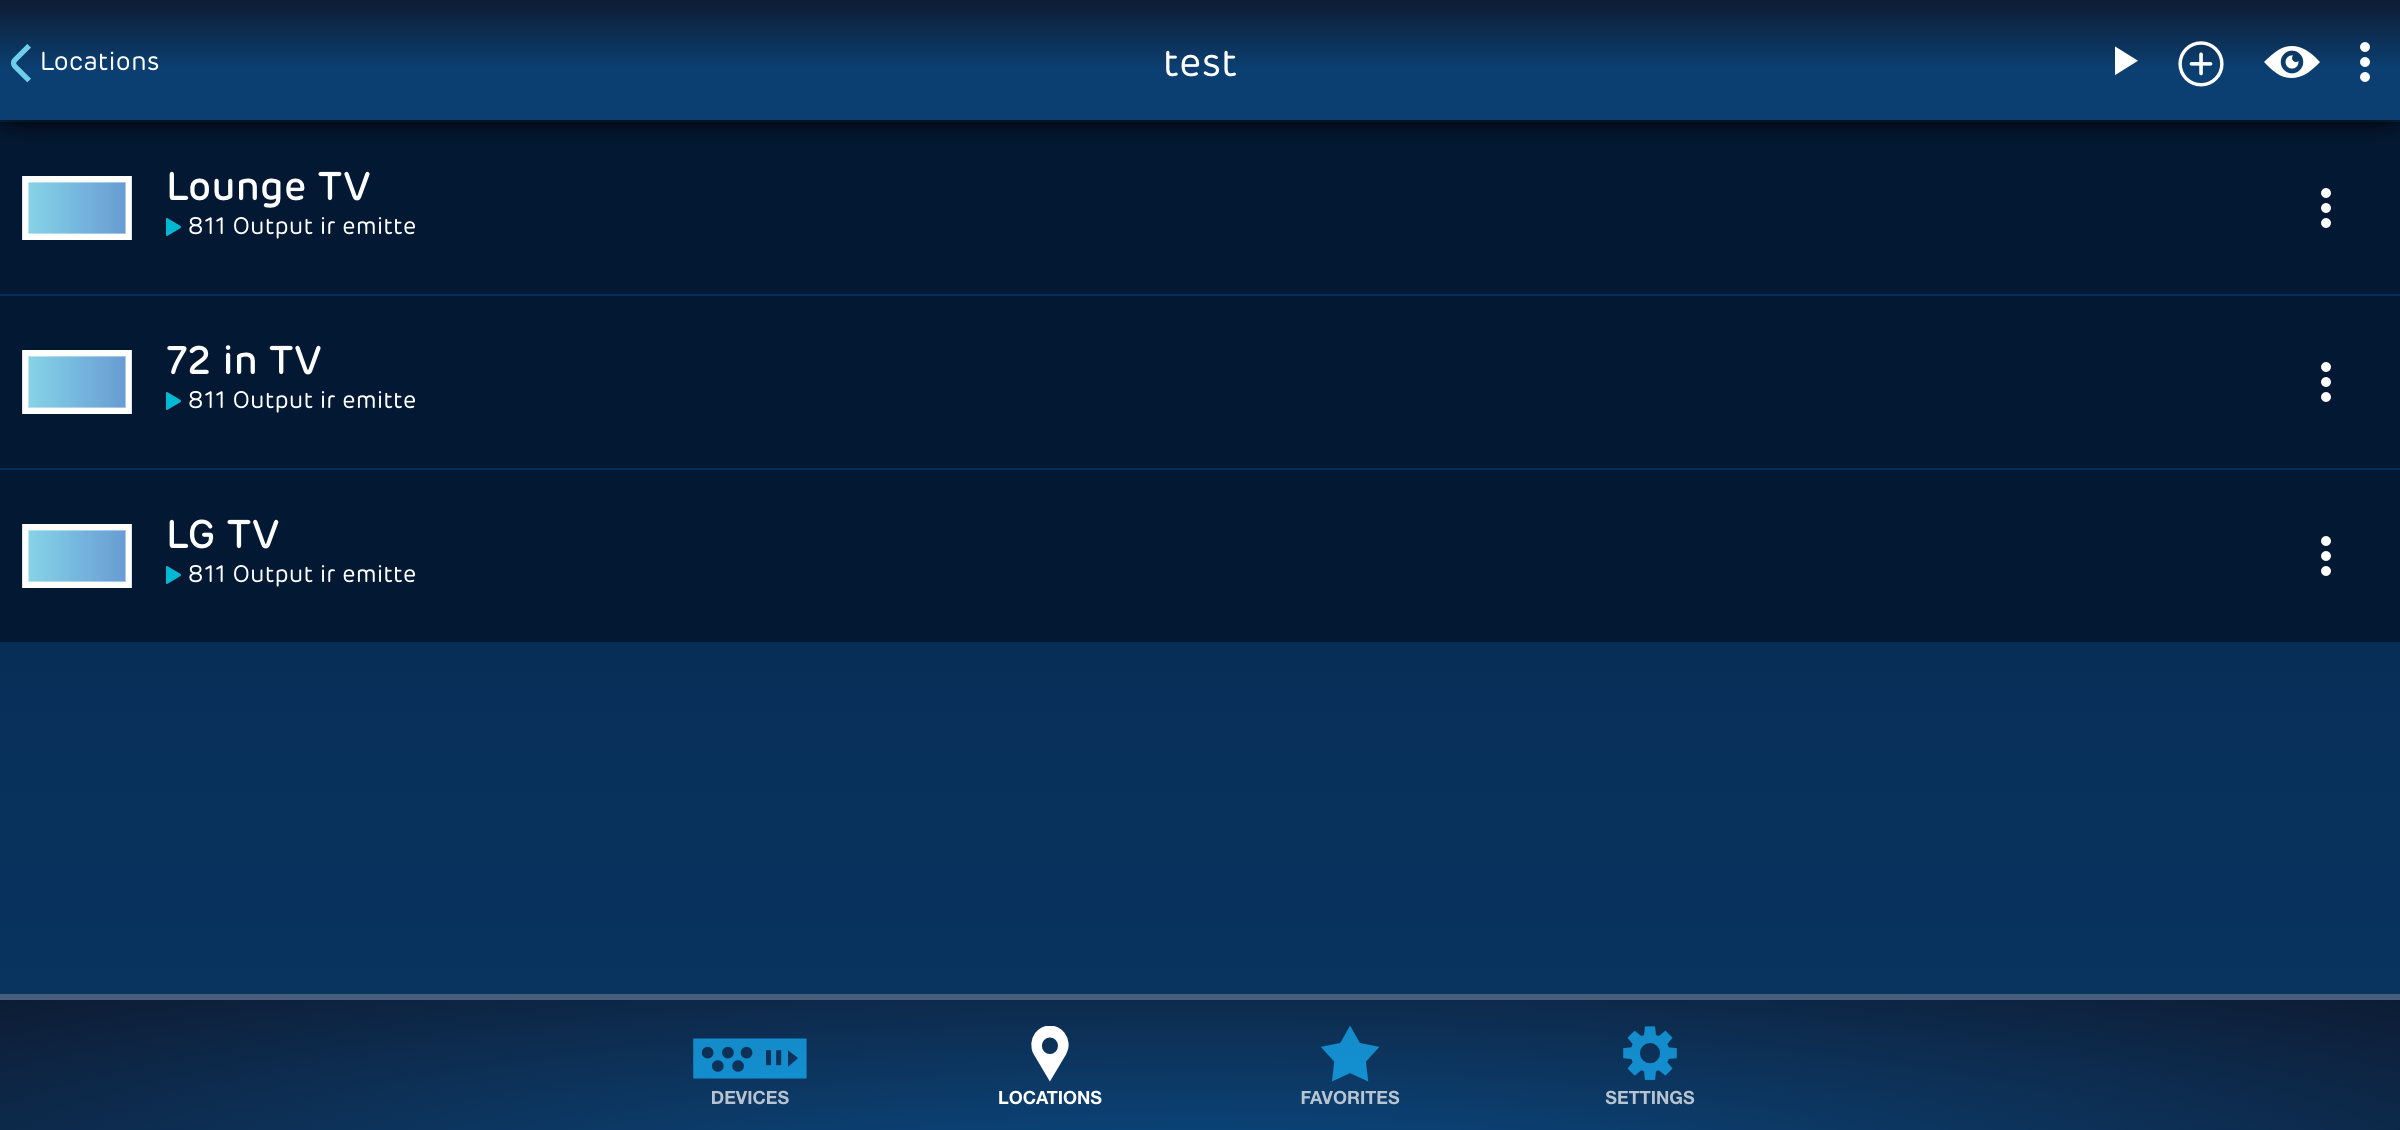 Locations
test
Lounge TV
811 Output ir emitte
72 in TV
811 Output ir emitte
LG TV
811 Output ir emitte
DEVICES
LOCATIONS
FAVORITES
SETTINGS